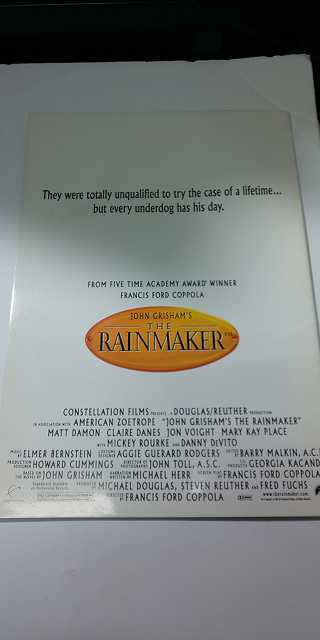 They were totally unqualified to try the case of a lifetime...
but every underdog has his day.
FROM FIVE TIME ACADEMY AWARD® WINNER
FRANCIS FORD COPPOLA
JOHN GRISHAM'S
THE
RAINMAKER
CONSTELLATION FILMS PRESENTS A DOUGLAS/REUTHER PRODUCTION
IN ASSOCIATION WITH AMERICAN ZOETROPE "JOHN GRISHAM'S THE RAINMAKER"
MATT DAMON CLAIRE DANES JON VOIGHT MARY KAY PLACE
WITH MICKEY ROURKE AND DANNY DeVITO
MUSIC BY ELMER BERNSTEIN COSTUME DESIGNER AGGIE GUERARD RODGERS EDITED BY BARRY MALKIN, A.C.
PRODUCTION DESIGNER HOWARD CUMMINGS DIRECTOR OF PHOTOGRAPHY JOHN TOLL, A.S.C. CO-PRODUCER GEORGIA KACAND
BASED ON THE NOVEL BY JOHN GRISHAM NARRATION WRITTEN BY MICHAEL HERR SCREENPLAY BY FRANCIS FORD COPPOLA
PRODUCED BY MICHAEL DOUGLAS, STEVEN REUTHER AND FRED FUCHS
DIRECTED BY FRANCIS FORD COPPOLA
www.therainmaker.com